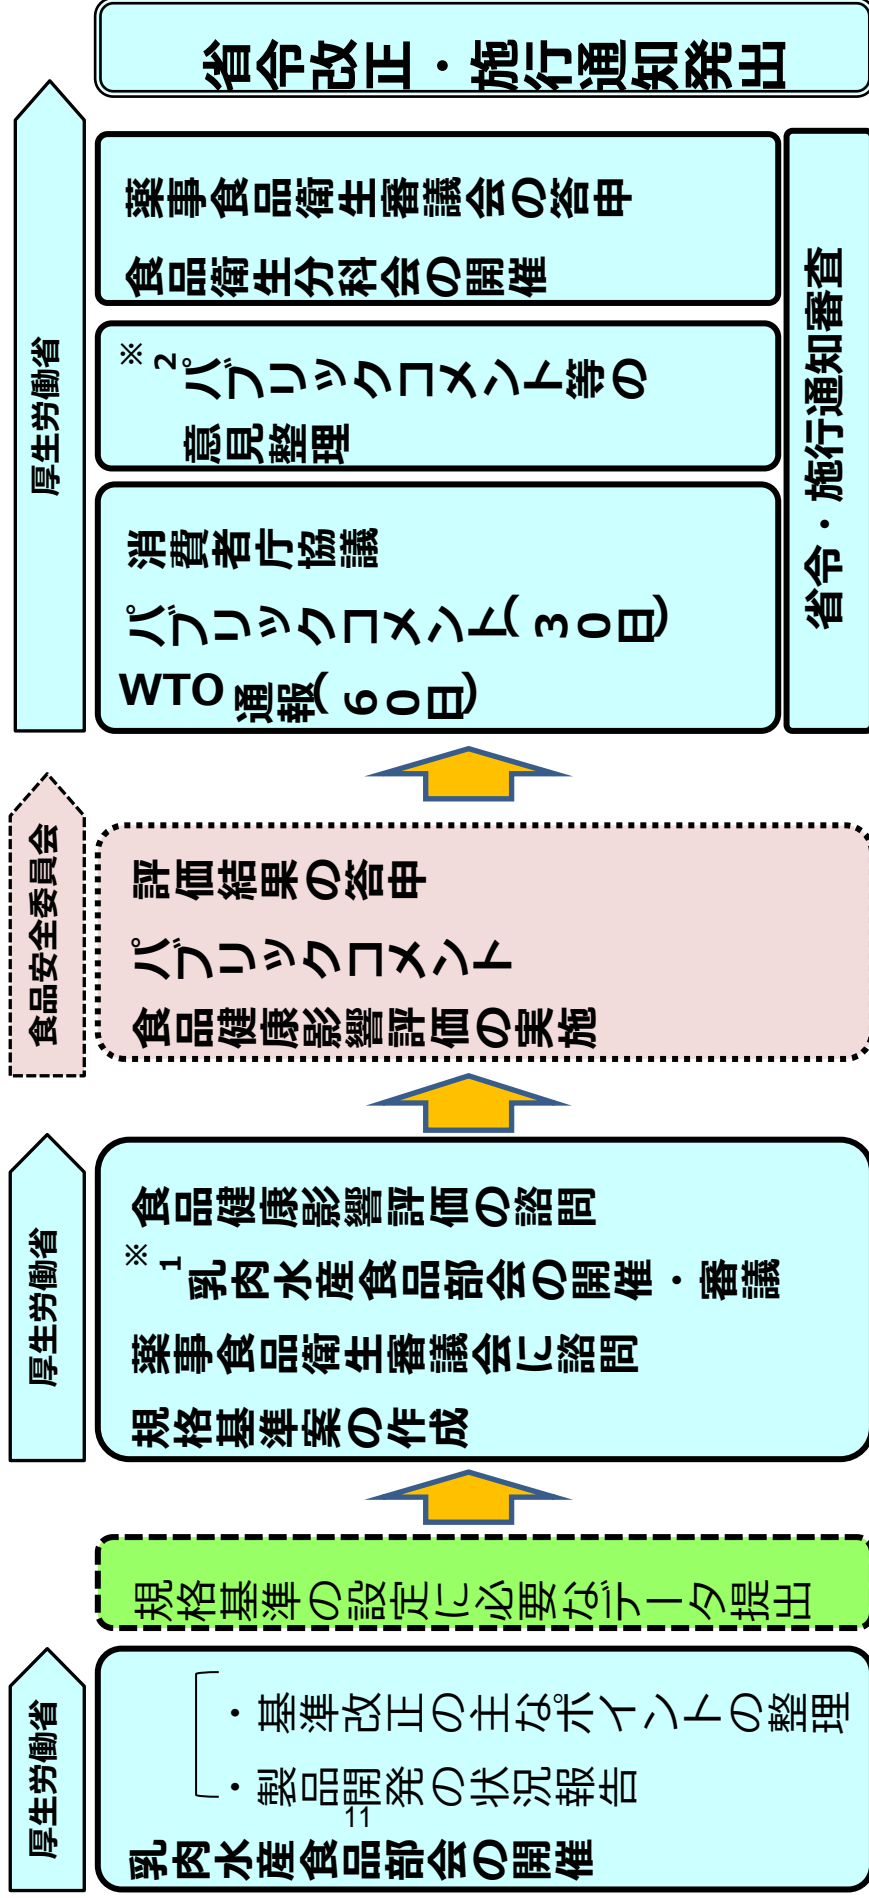 厚生労働省
乳肉水産食品部会の開催
・製品開発の状況報告
・基準改正の主なポイントの整理
11
規格基準の設定に必要なデータ提出
厚生労働省
規格基準案の作成
薬事食品衛生審議会に諮問
※1 乳肉水産食品部会の開催・審議
食品健康影響評価の諮問
食品安全委員会
食品健康影響評価の実施
パブリックコメント
評価結果の答申
厚生労働省
WTO通報(60日)
パブリックコメント(30日)
消費者庁協議
※2 パブリックコメント等の
意見整理
食品衛生分科会の開催
薬事食品衛生審議会の答申
省令・施行通知審査
省令改正・施行通知発出